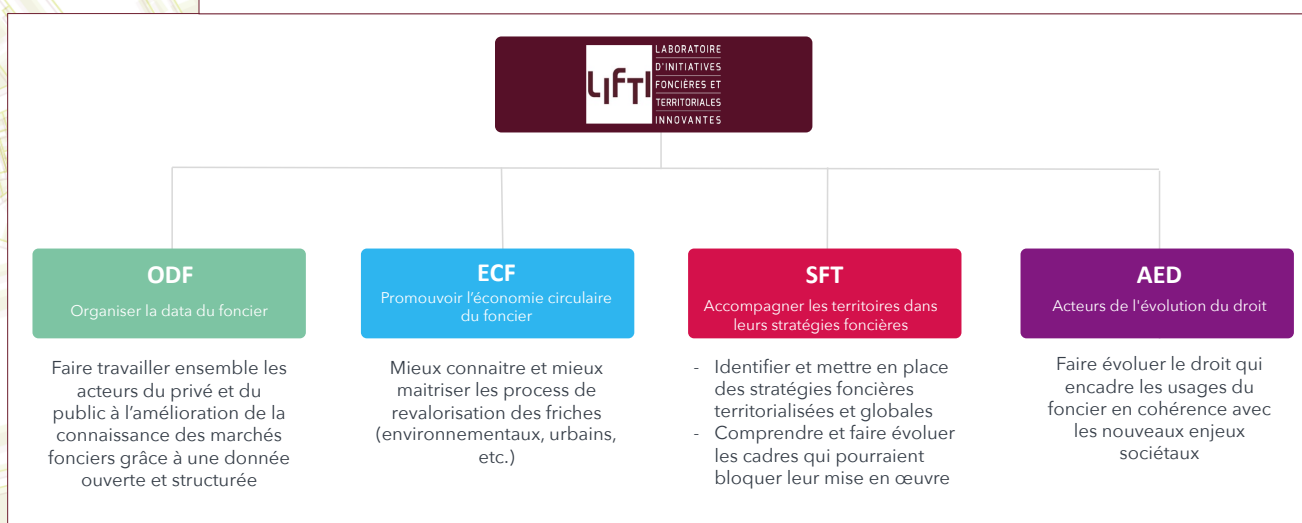 LIFTI
LABORATOIRE
D'INITIATIVES
FONCIÈRES ET
TERRITORIALES
INNOVANTES
ODF
Organiser la data du foncier
Faire travailler ensemble les
acteurs du privé et du
public à l'amélioration de la
connaissance des marchés
fonciers grâce à une donnée
ouverte et structurée
ECF
Promouvoir l'économie circulaire
du foncier
Mieux connaitre et mieux
maitriser les process de
revalorisation des friches
(environnementaux, urbains,
etc.)
SFT
Accompagner les territoires dans
leurs stratégies foncières
- Identifier et mettre en place
des stratégies foncières
territorialisées et globales
- Comprendre et faire évoluer
les cadres qui pourraient
bloquer leur mise en œuvre
AED
Acteurs de l'évolution du droit
Faire évoluer le droit qui
encadre les usages du
foncier en cohérence avec
les nouveaux enjeux
sociétaux